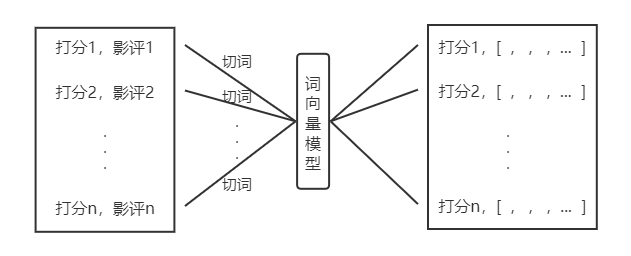 打分1，影评1
打分2，影评2
.
.
.
打分n，影评n
切词
切词
.
.
.
切词
词
向
量
模
型
打分1，[ ， ， ，... ]
打分2，[ ， ， ，... ]
.
.
.
打分n，[ ， ， ，... ]